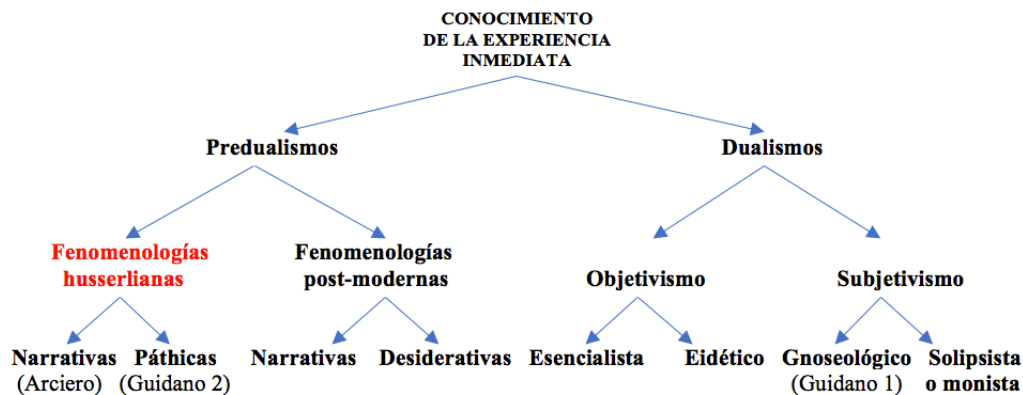 CONOCIMIENTO
DE LA EXPERIENCIA
INMEDIATA
Predualismos
Dualismos
Fenomenologías
husserlianas
Fenomenologías
post-modernas
Objetivismo
Subjetivismo
Narrativas
(Arciero)
Páthicas
(Guidano 2)
Narrativas
Desiderativas
Esencialista
Eidético
Gnoseológico
(Guidano 1)
Solipsista
o monista